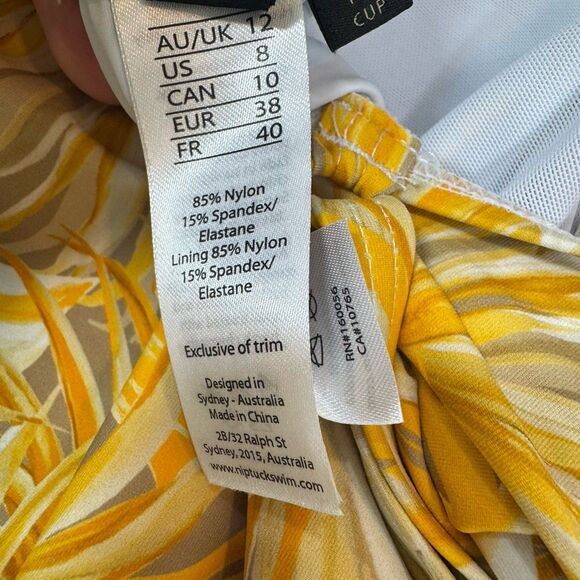 CUP
AU/UK 12
US 8
CAN 10
EUR 38
FR 40
85% Nylon
15% Spandex/
Elastane
Lining 85% Nylon
15% Spandex/
Elastane
Exclusive of trim
Designed in
Sydney - Australia
Made in China
2B/32 Ralph St
Sydney, 2015, Australia
www.niptuckswim.com
RN#160056
CA#10765